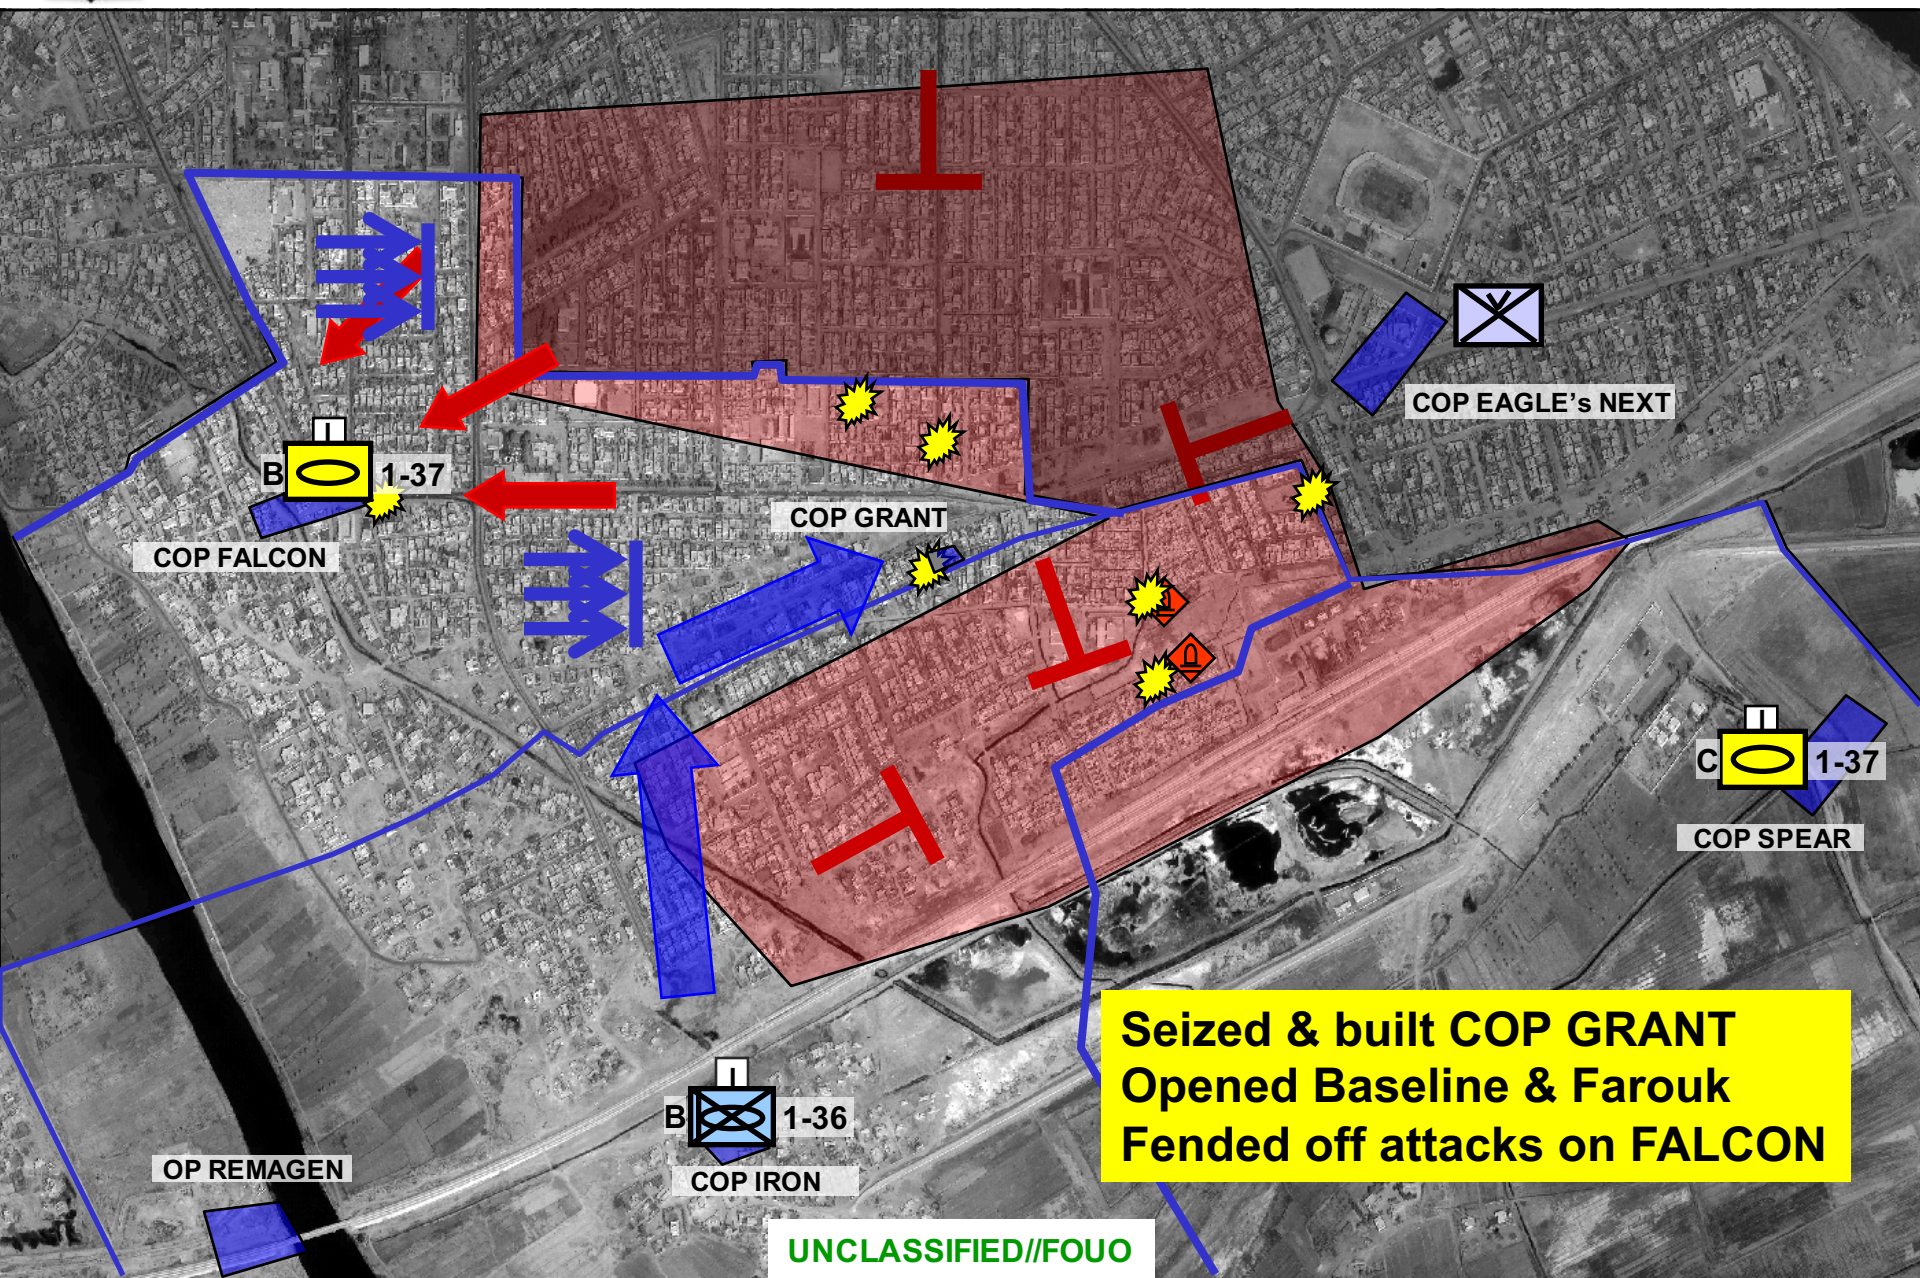 COP EAGLE's NEXT
B 1-37
COP GRANT
COP FALCON
C 1-37
COP SPEAR
Seized & built COP GRANT
Opened Baseline & Farouk
Fended off attacks on FALCON
B 1-36
COP IRON
OP REMAGEN
UNCLASSIFIED//FOUO